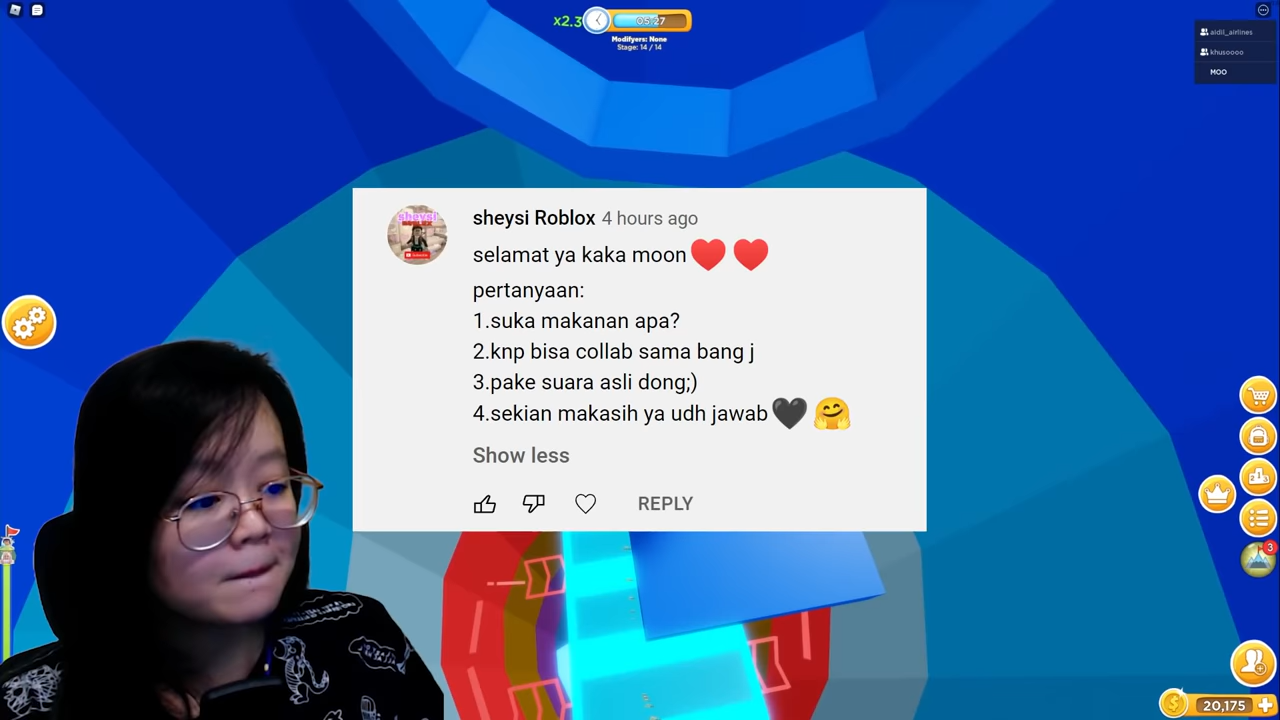 x2.3
05:27
Modifyers: None
Stage: 14 / 14
aidil_airlines
khusoooo
MOO
sheysi
sheysi Roblox 4 hours ago
selamat ya kaka moon♥️♥️
pertanyaan:
1.suka makanan apa?
2.knp bisa collab sama bang j
3.pake suara asli dong;)
4.sekian makasih ya udh jawab🖤🤗
Show less
REPLY
3
20,175